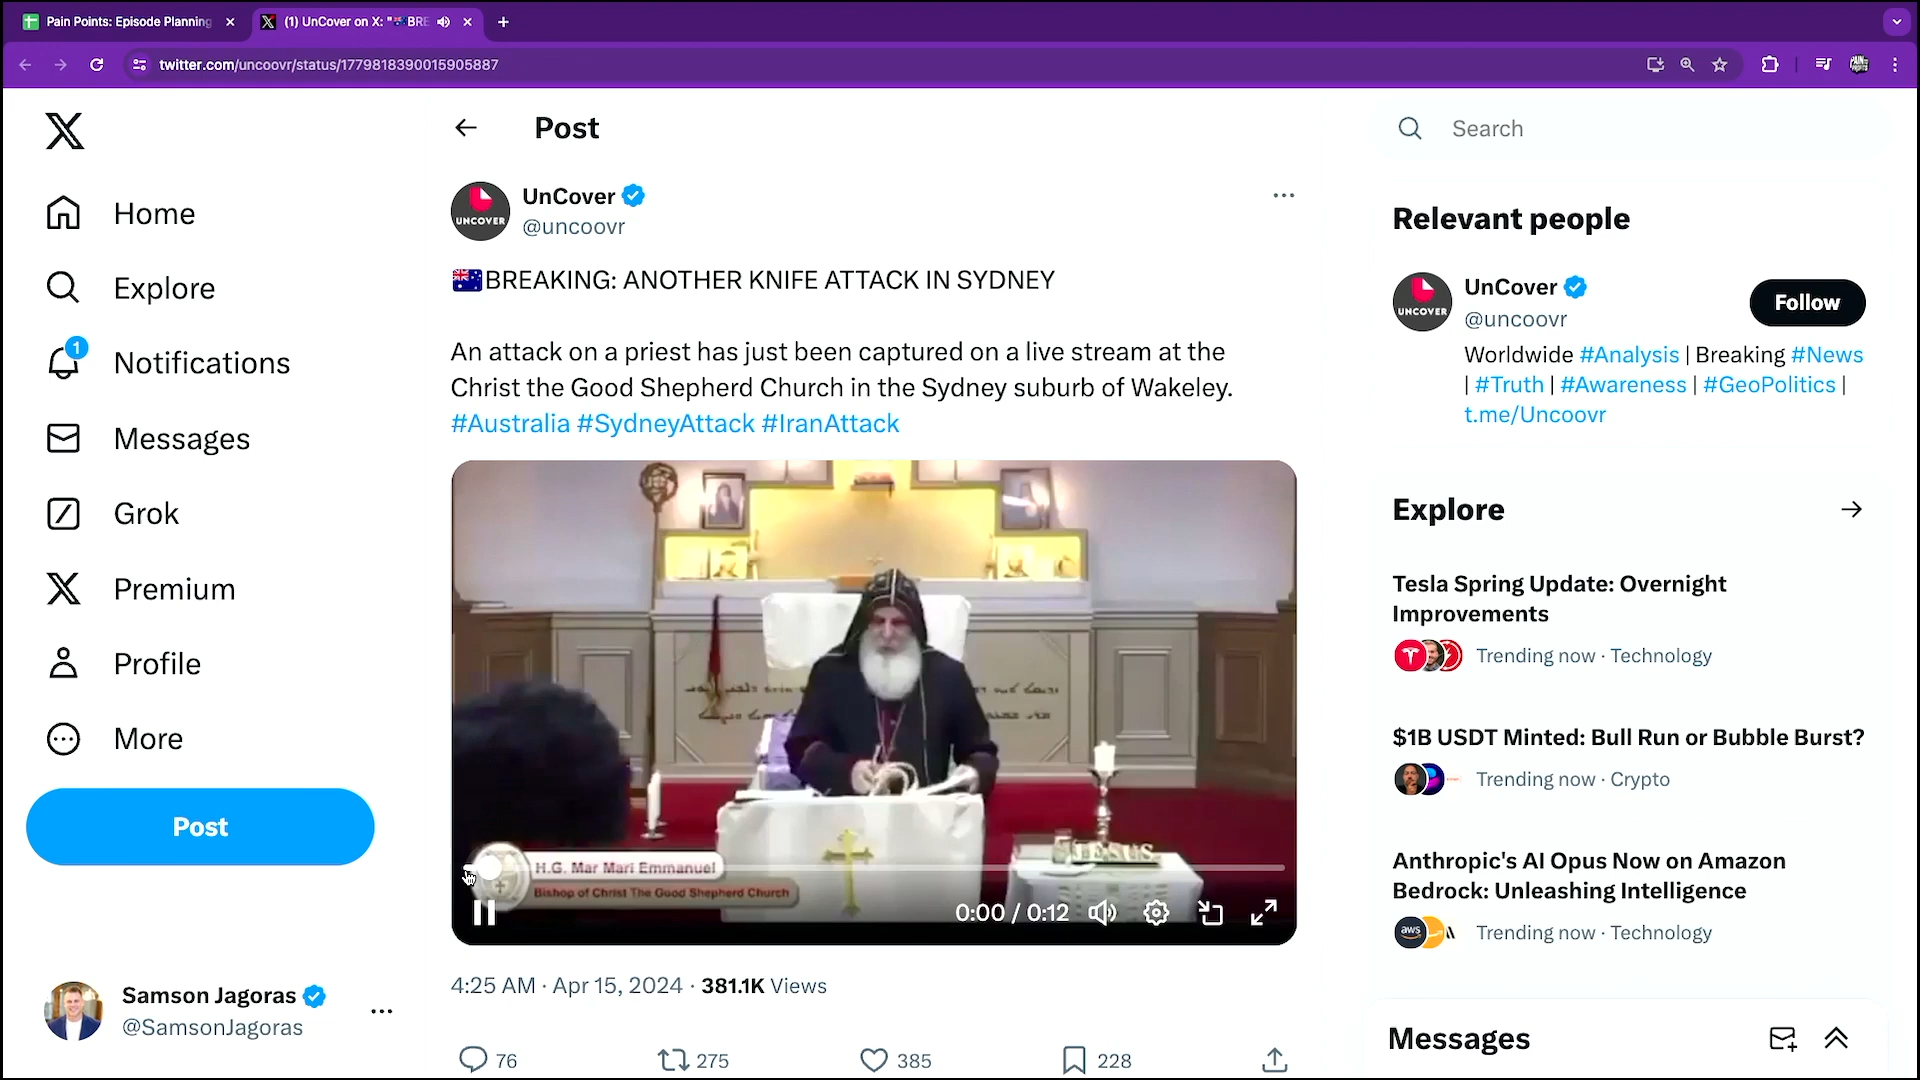 Pain Points: Episode Planning
(1) UnCover on X: "🇦🇺BRE
twitter.com/uncoovr/status/1779818390015905887
Home
Explore
1
Notifications
Messages
Grok
Premium
Profile
More
Post
Samson Jagoras
@SamsonJagoras
Post
UNCOVER
UnCover
@uncoovr
🇦🇺BREAKING: ANOTHER KNIFE ATTACK IN SYDNEY
An attack on a priest has just been captured on a live stream at the
Christ the Good Shepherd Church in the Sydney suburb of Wakeley.
#Australia #SydneyAttack #IranAttack
JESUS
H.G. Mar Mari Emmanuel
Bishop of Christ The Good Shepherd Church
0:00 / 0:12
4:25 AM · Apr 15, 2024 · 381.1K Views
76
275
385
228
Search
Relevant people
UNCOVER
UnCover
@uncoovr
Follow
Worldwide #Analysis | Breaking #News
| #Truth | #Awareness | #GeoPolitics |
t.me/Uncoovr
Explore
Tesla Spring Update: Overnight
Improvements
Trending now · Technology
$1B USDT Minted: Bull Run or Bubble Burst?
Trending now · Crypto
Anthropic's AI Opus Now on Amazon
Bedrock: Unleashing Intelligence
aws
Trending now · Technology
Messages